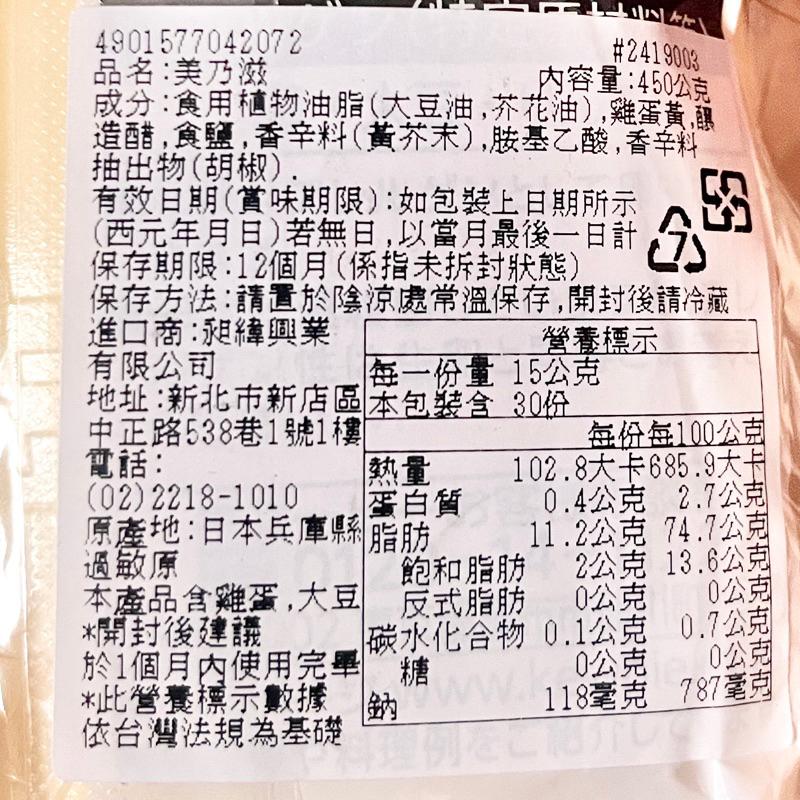 4901577042072
#2419003
品名:美乃滋
內容量:450公克
成分:食用植物油脂(大豆油,芥花油),雞蛋黃,釀
造醋,食鹽,香辛料(黃芥末),胺基乙酸,香辛料
抽出物(胡椒).
有效日期(賞味期限):如包裝上日期所示
(西元年月日)若無日,以當月最後一日計
7
保存期限:12個月(係指未拆封狀態)
保存方法:請置於陰涼處常溫保存,開封後請冷藏
進口商:昶緯興業
有限公司
地址:新北市新店區
中正路538巷1號1樓
電話:
(02)2218-1010
原產地:日本兵庫縣
過敏原
本產品含雞蛋,大豆
*開封後建議
於1個月內使用完畢
*此營養標示數據
依台灣法規為基礎
營養標示
每一份量 15公克
本包裝含 30份
每份每100公克
熱量 102.8大卡685.9大卡
蛋白質 0.4公克 2.7公克
脂肪 11.2公克 74.7公克
飽和脂肪 2公克 13.6公克
反式脂肪 0公克 0公克
碳水化合物 0.1公克 0.7公克
糖 0公克 0公克
鈉 118毫克 787毫克